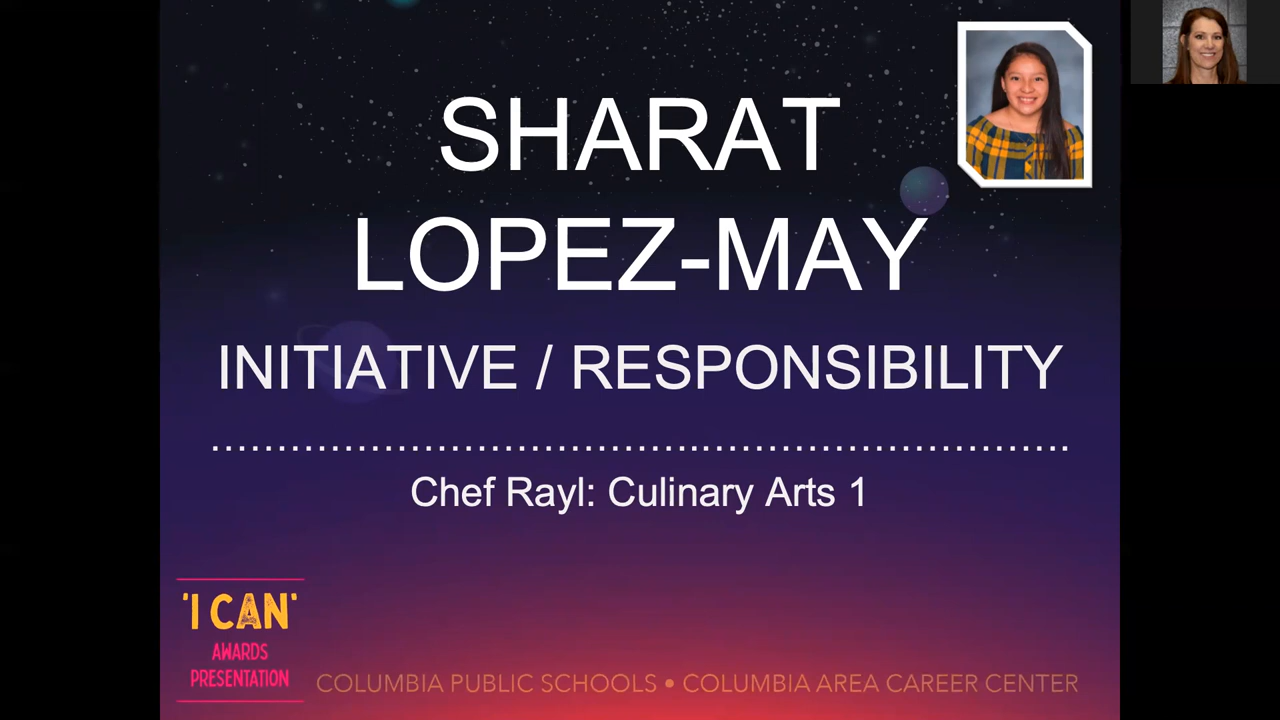 SHARAT
LOPEZ-MAY
INITIATIVE / RESPONSIBILITY
Chef Rayl: Culinary Arts 1
'I CAN'
AWARDS
PRESENTATION
COLUMBIA PUBLIC SCHOOLS • COLUMBIA AREA CAREER CENTER